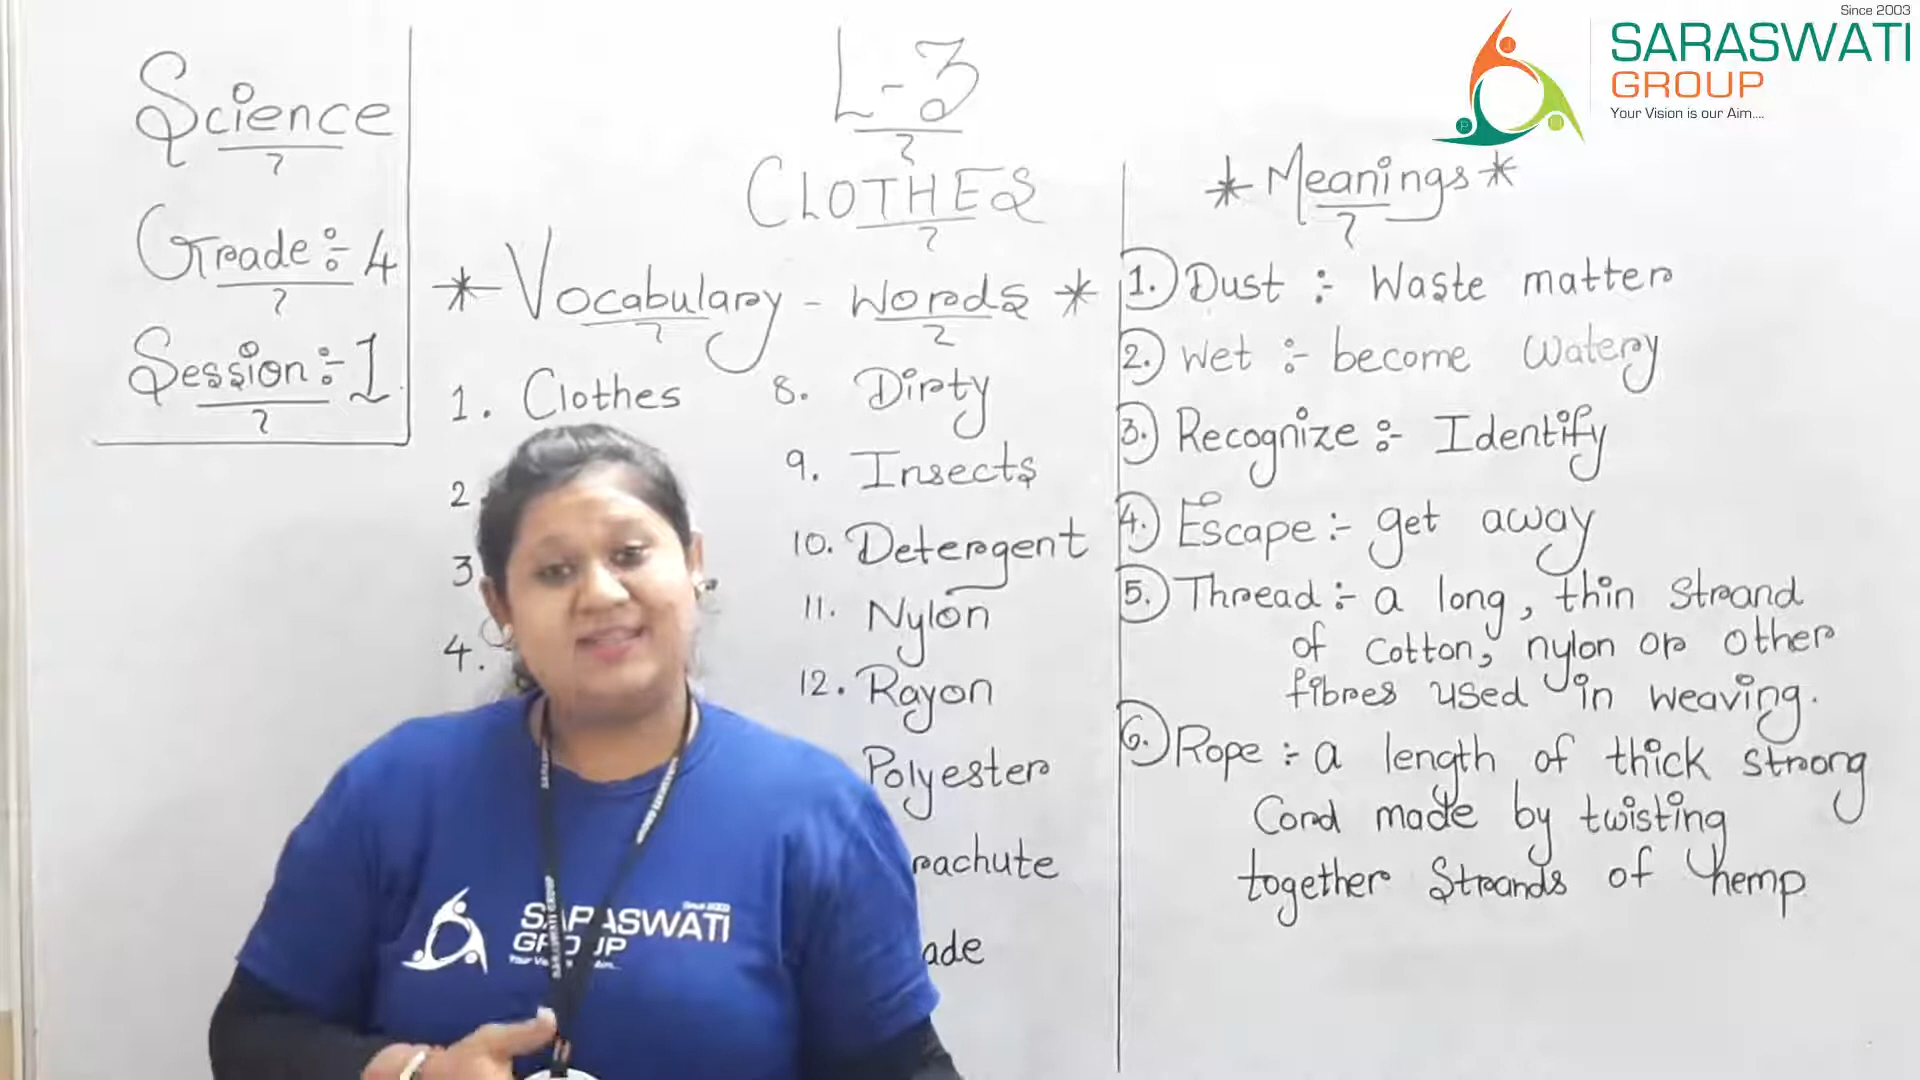 Since 2003
SARASWATI
GROUP
Your Vision is our Aim....
Science
Grade:- 4
Session:- 1
L-3
CLOTHES
* Vocabulary - Words *
1. Clothes
2
3
4.
8. Dirty
9. Insects
10. Detergent
11. Nylon
12. Rayon
Polyester
rachute
ade
* Meanings *
1. Dust :- Waste matter
2. Wet :- become watery
3. Recognize :- Identify
4. Escape :- get away
5. Thread :- a long, thin strand
of cotton, nylon or other
fibres used in weaving.
6. Rope :- a length of thick strong
Cord made by twisting
together Strands of hemp
Since 2003
SARASWATI
GROUP